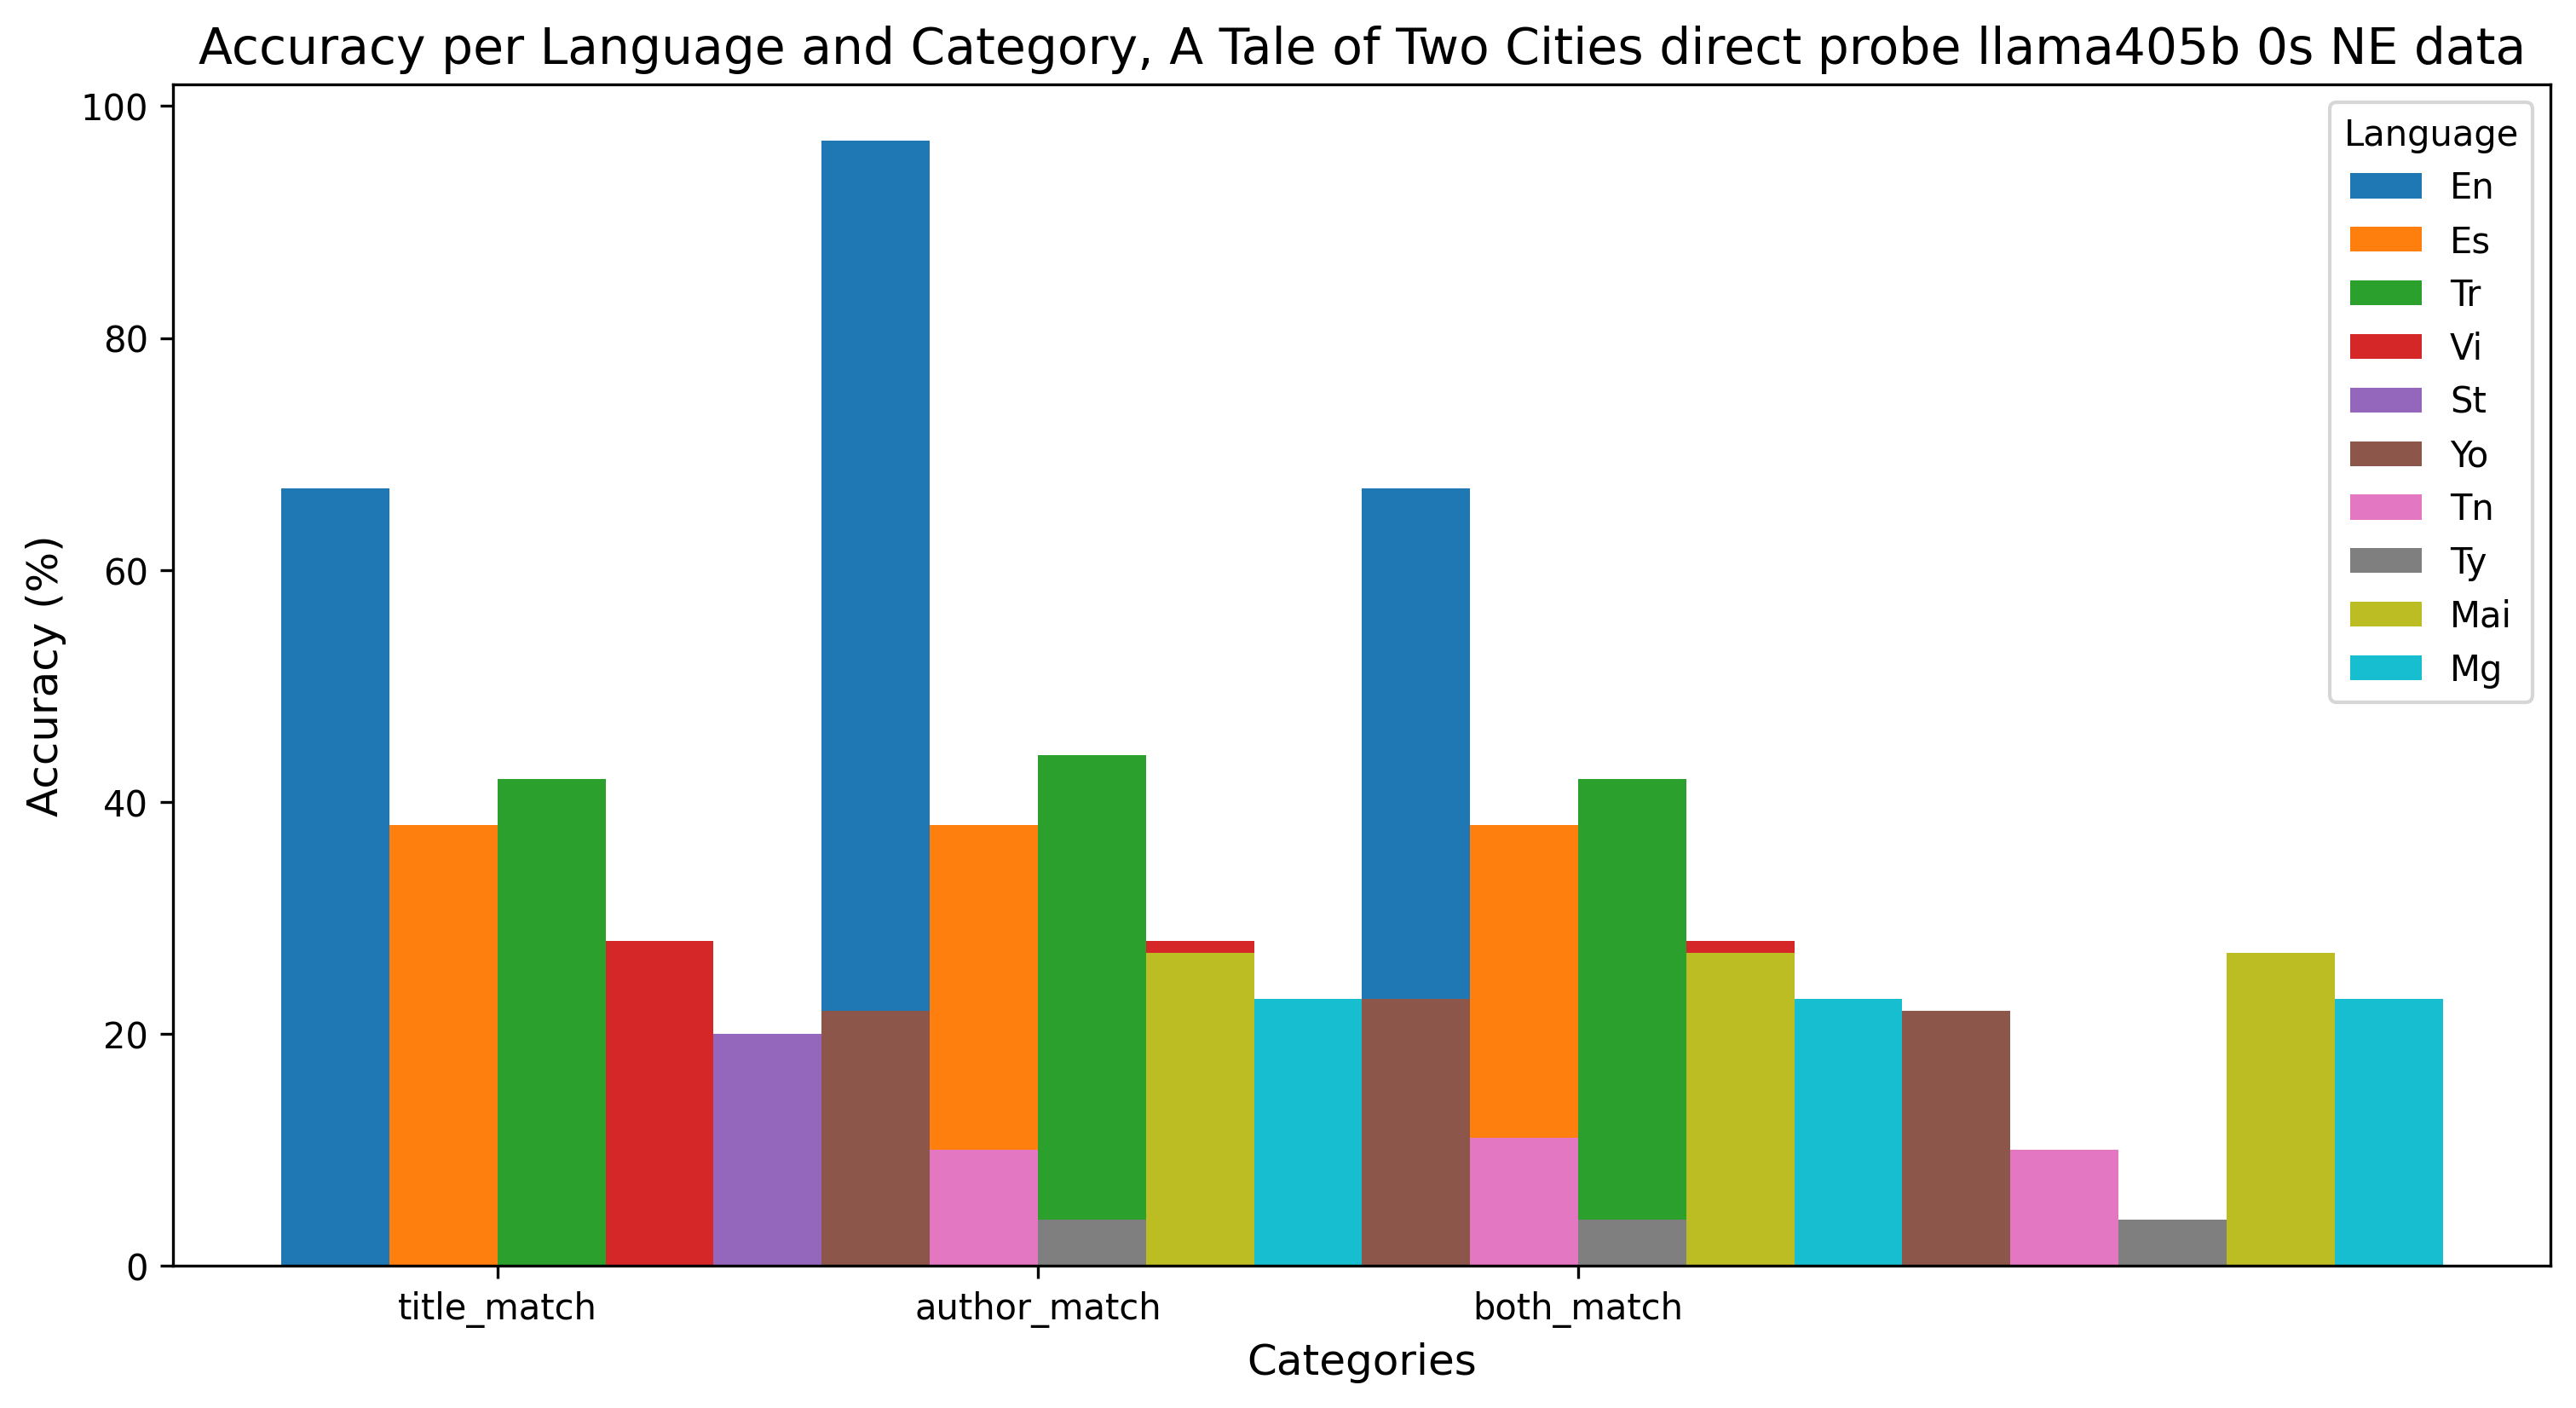 Accuracy per Language and Category, A Tale of Two Cities direct probe llama405b 0s NE data
Accuracy (%)
100
80
60
40
20
0
Language
En
Es
Tr
Vi
St
Yo
Tn
Ty
Mai
Mg
title_match
author_match
both_match
Categories